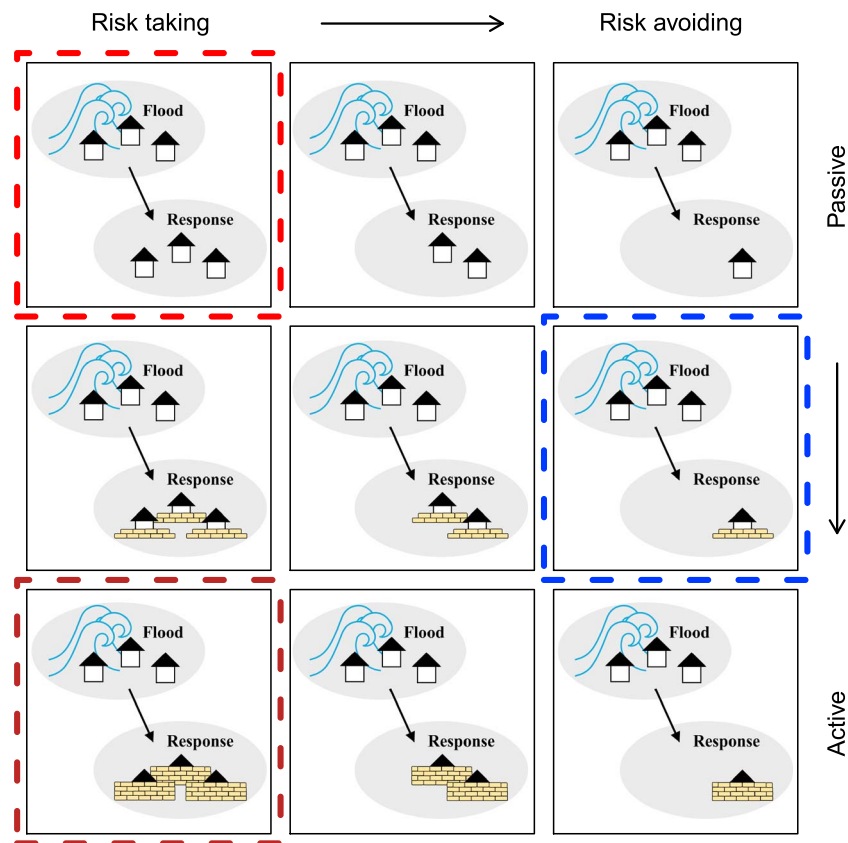 Risk taking
Risk avoiding
Flood
Response
Flood
Response
Flood
Response
Passive
Flood
Response
Flood
Response
Flood
Response
Flood
Response
Flood
Response
Flood
Response
Active